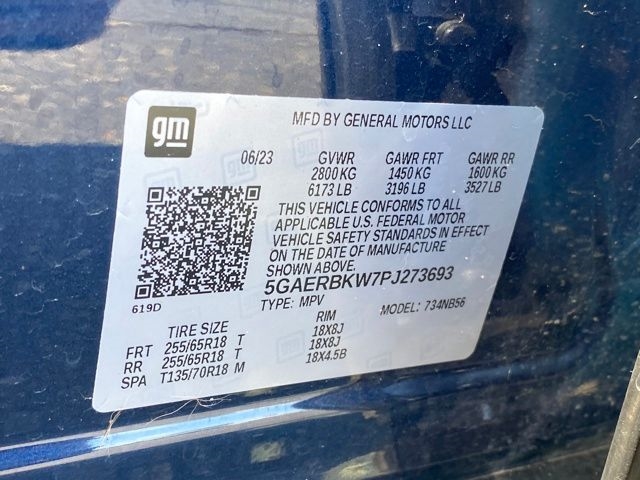 gm
MFD BY GENERAL MOTORS LLC
06/23 GVWR GAWR FRT GAWR RR
2800 KG 1450 KG 1600 KG
6173 LB 3196 LB 3527 LB
THIS VEHICLE CONFORMS TO ALL
APPLICABLE U.S. FEDERAL MOTOR
VEHICLE SAFETY STANDARDS IN EFFECT
ON THE DATE OF MANUFACTURE
SHOWN ABOVE.
5GAERBKW7PJ273693
619D TYPE: MPV MODEL: 734NB56
TIRE SIZE RIM
FRT 255/65R18 T 18X8J
RR 255/65R18 T 18X8J
SPA T135/70R18 M 18X4.5B